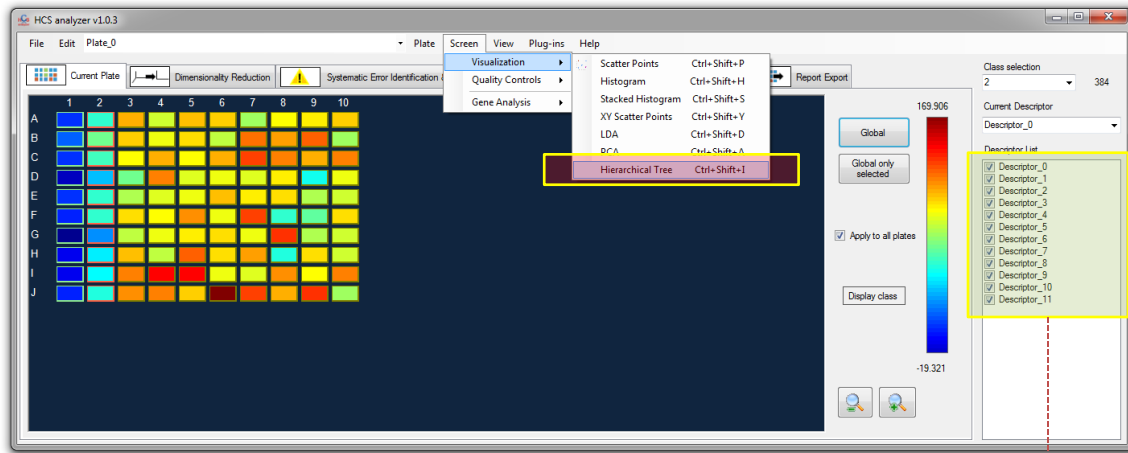 HCS analyzer v1.0.3
File Edit Plate_0 Plate Screen View Plug-ins Help
Current Plate
Dimensionality Reduction
Systematic Error Identification
Report Export
Visualization
Quality Controls
Gene Analysis
Scatter Points Ctrl+Shift+P
Histogram Ctrl+Shift+H
Stacked Histogram Ctrl+Shift+S
XY Scatter Points Ctrl+Shift+Y
LDA Ctrl+Shift+D
PCA Ctrl+Shift+A
Hierarchical Tree Ctrl+Shift+I
1 2 3 4 5 6 7 8 9 10
A
B
C
D
E
F
G
H
I
J
Global
Global only
selected
Apply to all plates
Display class
169.906
-19.321
Class selection
2 384
Current Descriptor
Descriptor_0
Descriptor List
Descriptor_0
Descriptor_1
Descriptor_2
Descriptor_3
Descriptor_4
Descriptor_5
Descriptor_6
Descriptor_7
Descriptor_8
Descriptor_9
Descriptor_10
Descriptor_11